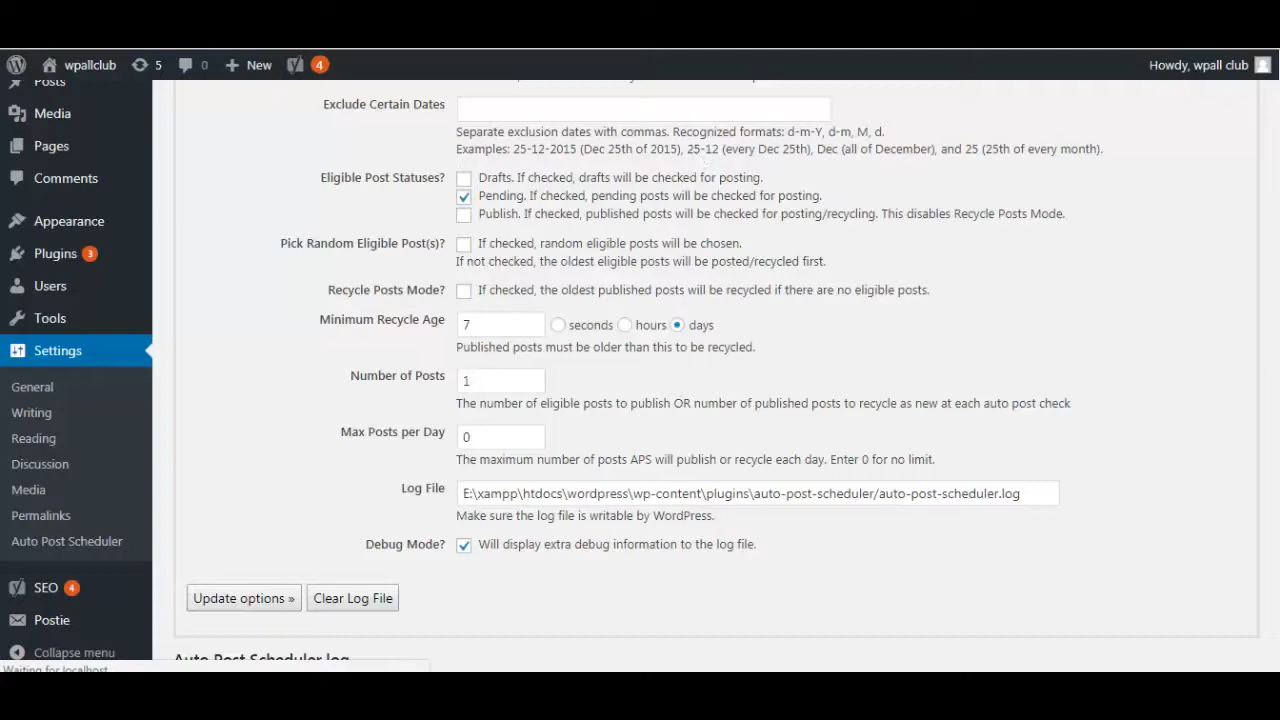 wpallclub
5
0
New
4
Howdy, wpall club
Posts
Media
Pages
Comments
Appearance
Plugins 3
Users
Tools
Settings
General
Writing
Reading
Discussion
Media
Permalinks
Auto Post Scheduler
SEO 4
Postie
Collapse menu
Waiting for localhost
Exclude Certain Dates
Separate exclusion dates with commas. Recognized formats: d-m-Y, d-m, M, d.
Examples: 25-12-2015 (Dec 25th of 2015), 25-12 (every Dec 25th), Dec (all of December), and 25 (25th of every month).
Eligible Post Statuses?
Drafts. If checked, drafts will be checked for posting.
Pending. If checked, pending posts will be checked for posting.
Publish. If checked, published posts will be checked for posting/recycling. This disables Recycle Posts Mode.
Pick Random Eligible Post(s)?
If checked, random eligible posts will be chosen.
If not checked, the oldest eligible posts will be posted/recycled first.
Recycle Posts Mode?
If checked, the oldest published posts will be recycled if there are no eligible posts.
Minimum Recycle Age
7 seconds hours days
Published posts must be older than this to be recycled.
Number of Posts
1
The number of eligible posts to publish OR number of published posts to recycle as new at each auto post check
Max Posts per Day
0
The maximum number of posts APS will publish or recycle each day. Enter 0 for no limit.
Log File
E:\xampp\htdocs\wordpress\wp-content\plugins\auto-post-scheduler/auto-post-scheduler.log
Make sure the log file is writable by WordPress.
Debug Mode?
Will display extra debug information to the log file.
Update options »
Clear Log File
Auto Post Scheduler log